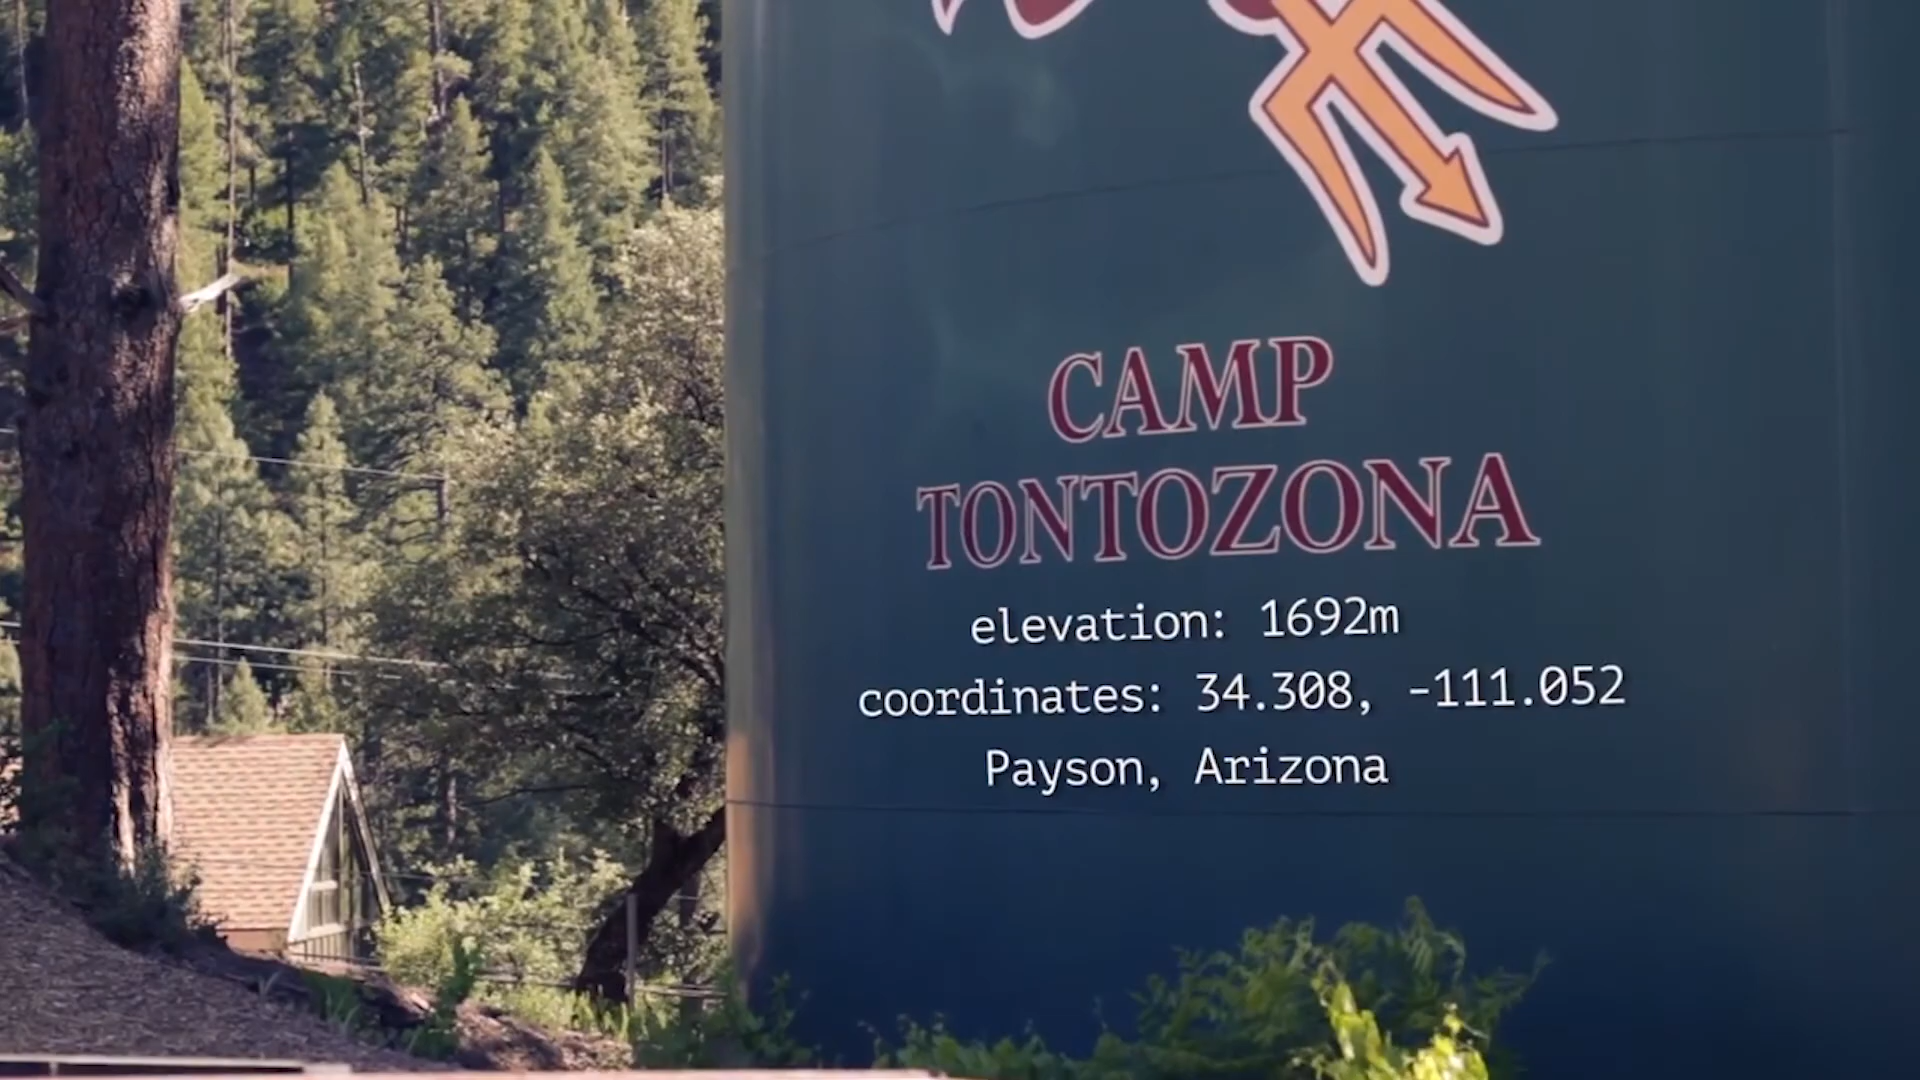 CAMP
TONTOZONA
elevation: 1692m
coordinates: 34.308, -111.052
Payson, Arizona